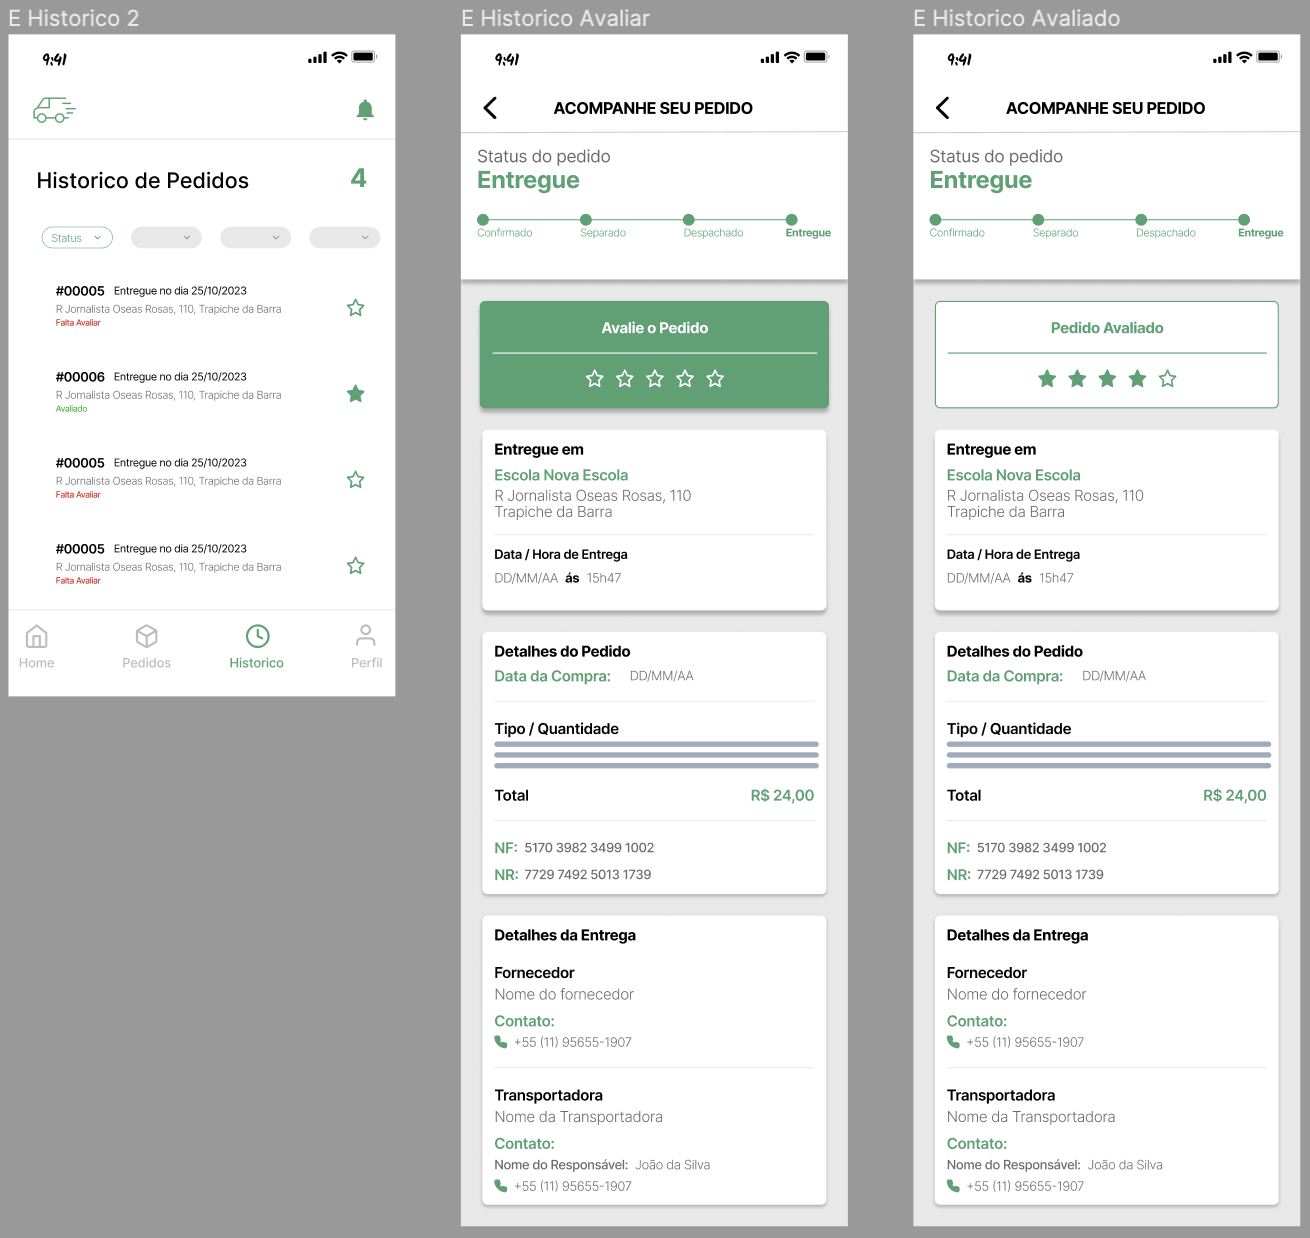 E Historico 2
9:41
Historico de Pedidos
4
Status
#00005 Entregue no dia 25/10/2023
R Jornalista Oseas Rosas, 110, Trapiche da Barra
Falta Avaliar
#00006 Entregue no dia 25/10/2023
R Jornalista Oseas Rosas, 110, Trapiche da Barra
Avaliado
#00005 Entregue no dia 25/10/2023
R Jornalista Oseas Rosas, 110, Trapiche da Barra
Falta Avaliar
#00005 Entregue no dia 25/10/2023
R Jornalista Oseas Rosas, 110, Trapiche da Barra
Falta Avaliar
Home Pedidos Historico Perfil
E Historico Avaliar
9:41
ACOMPANHE SEU PEDIDO
Status do pedido
Entregue
Confirmado Separado Despachado Entregue
Avalie o Pedido
Entregue em
Escola Nova Escola
R Jornalista Oseas Rosas, 110
Trapiche da Barra
Data / Hora de Entrega
DD/MM/AA ás 15h47
Detalhes do Pedido
Data da Compra: DD/MM/AA
Tipo / Quantidade
Total R$ 24,00
NF: 5170 3982 3499 1002
NR: 7729 7492 5013 1739
Detalhes da Entrega
Fornecedor
Nome do fornecedor
Contato:
+55 (11) 95655-1907
Transportadora
Nome da Transportadora
Contato:
Nome do Responsável: João da Silva
+55 (11) 95655-1907
E Historico Avaliado
9:41
ACOMPANHE SEU PEDIDO
Status do pedido
Entregue
Confirmado Separado Despachado Entregue
Pedido Avaliado
Entregue em
Escola Nova Escola
R Jornalista Oseas Rosas, 110
Trapiche da Barra
Data / Hora de Entrega
DD/MM/AA ás 15h47
Detalhes do Pedido
Data da Compra: DD/MM/AA
Tipo / Quantidade
Total R$ 24,00
NF: 5170 3982 3499 1002
NR: 7729 7492 5013 1739
Detalhes da Entrega
Fornecedor
Nome do fornecedor
Contato:
+55 (11) 95655-1907
Transportadora
Nome da Transportadora
Contato:
Nome do Responsável: João da Silva
+55 (11) 95655-1907